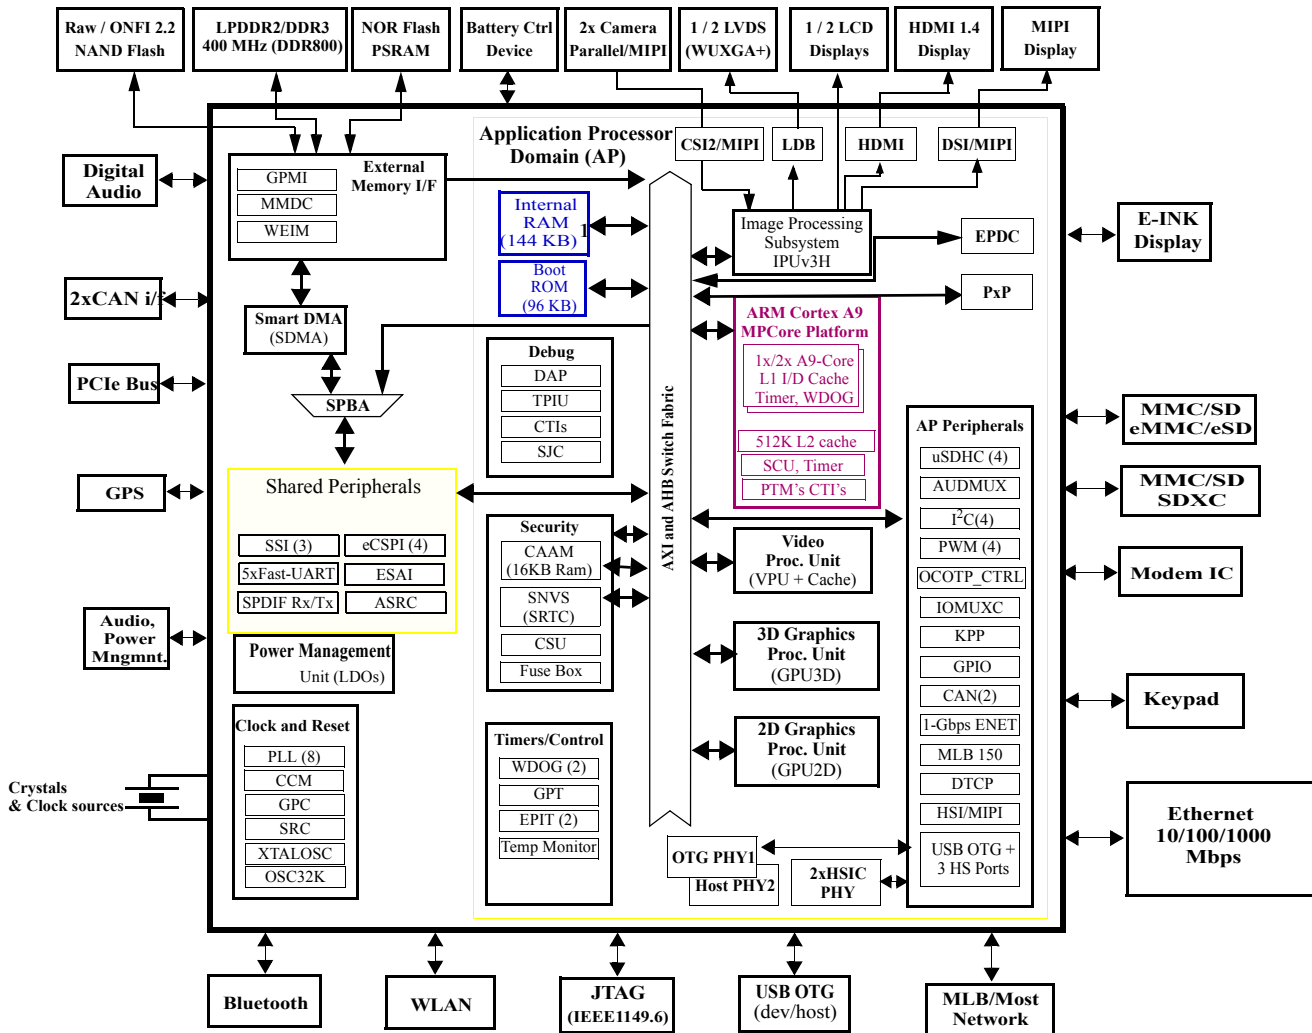 Raw / ONFI 2.2
NAND Flash
LPDDR2/DDR3
400 MHz (DDR800)
NOR Flash
PSRAM
Battery Ctrl
Device
2x Camera
Parallel/MIPI
1 / 2 LVDS
(WUXGA+)
1 / 2 LCD
Displays
HDMI 1.4
Display
MIPI
Display
Application Processor
Domain (AP)
CSI2/MIPI
LDB
HDMI
DSI/MIPI
External
Memory I/F
GPMI
MMDC
WEIM
Digital
Audio
Internal
RAM
(144 KB)
1
Boot
ROM
(96 KB)
Image Processing
Subsystem
IPUv3H
EPDC
PxP
E-INK
Display
2xCAN i/f
Smart DMA
(SDMA)
SPBA
PCIe Bus
GPS
Debug
DAP
TPIU
CTIs
SJC
AXI and AHB Switch Fabric
ARM Cortex A9
MPCore Platform
1x/2x A9-Core
L1 I/D Cache
Timer, WDOG
512K L2 cache
SCU, Timer
PTM's CTI's
AP Peripherals
uSDHC (4)
AUDMUX
I2C(4)
PWM (4)
OCOTP_CTRL
IOMUXC
KPP
GPIO
CAN(2)
1-Gbps ENET
MLB 150
DTCP
HSI/MIPI
USB OTG +
3 HS Ports
MMC/SD
eMMC/eSD
MMC/SD
SDXC
Modem IC
Keypad
Ethernet
10/100/1000
Mbps
Shared Peripherals
SSI (3)
eCSPI (4)
5xFast-UART
ESAI
SPDIF Rx/Tx
ASRC
Audio,
Power
Mngmnt.
Power Management
Unit (LDOs)
Security
CAAM
(16KB Ram)
SNVS
(SRTC)
CSU
Fuse Box
Video
Proc. Unit
(VPU + Cache)
3D Graphics
Proc. Unit
(GPU3D)
2D Graphics
Proc. Unit
(GPU2D)
Clock and Reset
PLL (8)
CCM
GPC
SRC
XTALOSC
OSC32K
Crystals
& Clock sources
Timers/Control
WDOG (2)
GPT
EPIT (2)
Temp Monitor
OTG PHY1
Host PHY2
2xHSIC
PHY
Bluetooth
WLAN
JTAG
(IEEE1149.6)
USB OTG
(dev/host)
MLB/Most
Network